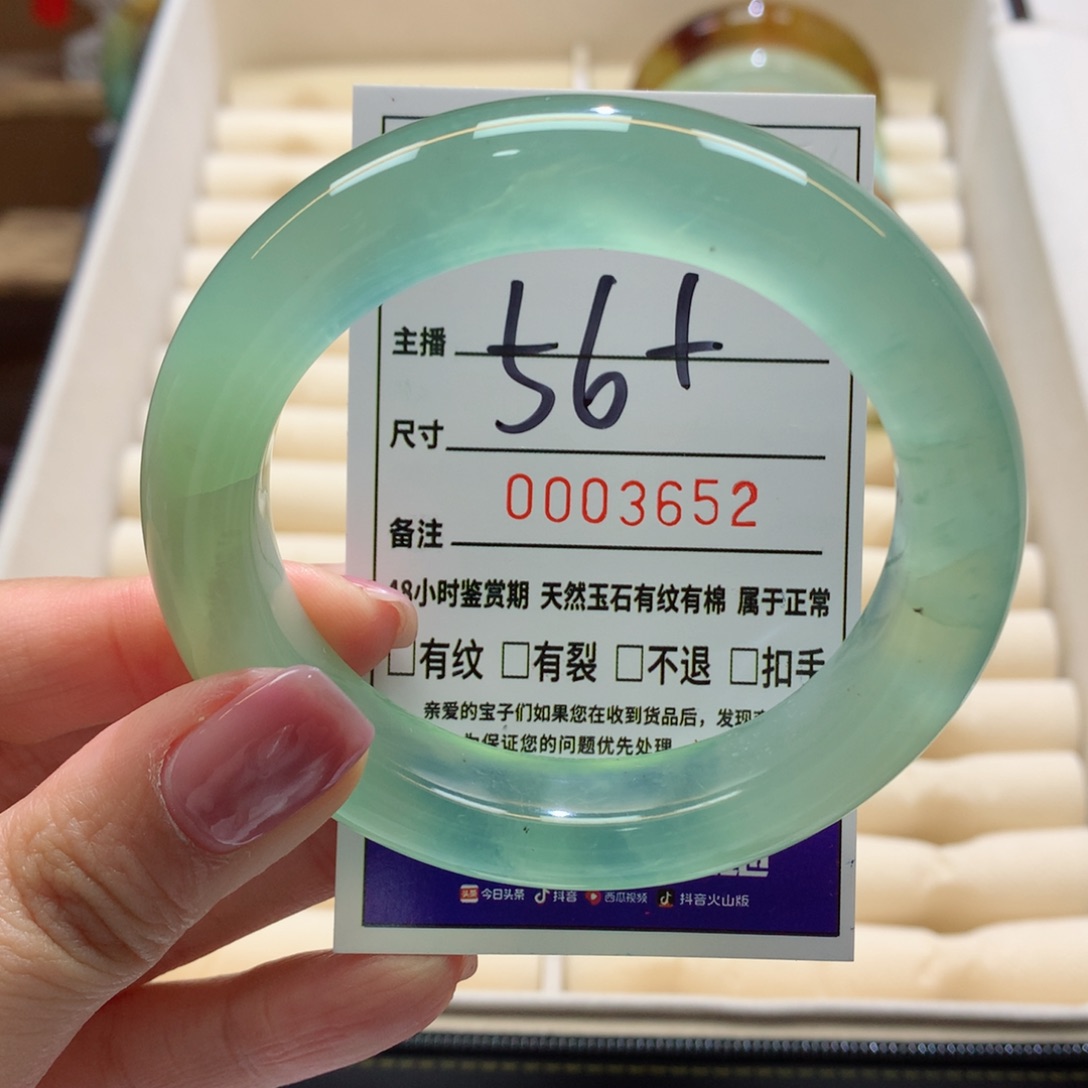 56+
主播
尺寸
0003652
备注
48小时鉴赏期 天然玉石有纹有棉 属于正常
□有纹 □有裂 □不退 □扣手
亲爱的宝子们如果您在收到货品后，发现
为保证您的问题优先处理
头条 今日头条 抖音 西瓜视频 抖音火山版